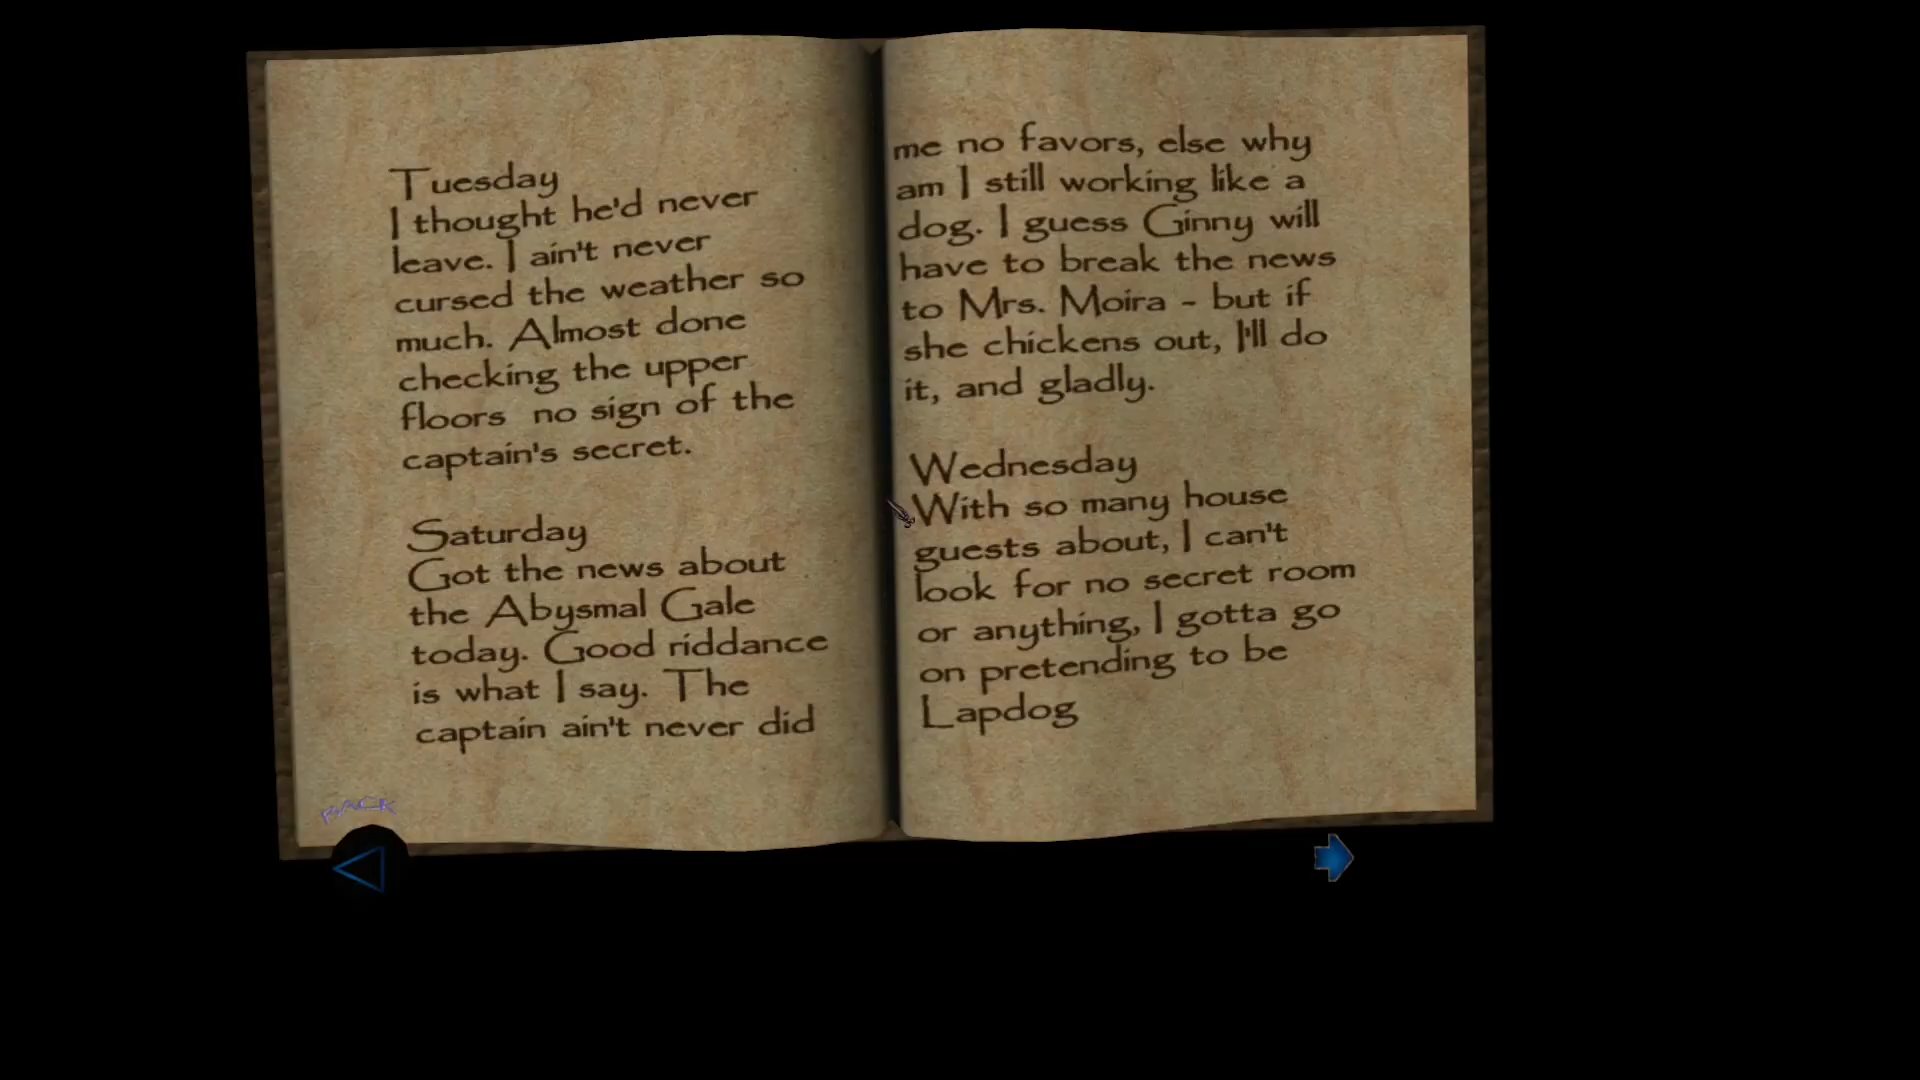 Tuesday
I thought he'd never
leave. I ain't never
cursed the weather so
much. Almost done
checking the upper
floors no sign of the
captain's secret.
Saturday
Got the news about
the Abysmal Gale
today. Good riddance
is what I say. The
captain ain't never did
me no favors, else why
am I still working like a
dog. I guess Ginny will
have to break the news
to Mrs. Moira - but if
she chickens out, I'll do
it, and gladly.
Wednesday
With so many house
guests about, I can't
look for no secret room
or anything, I gotta go
on pretending to be
Lapdog
BACK